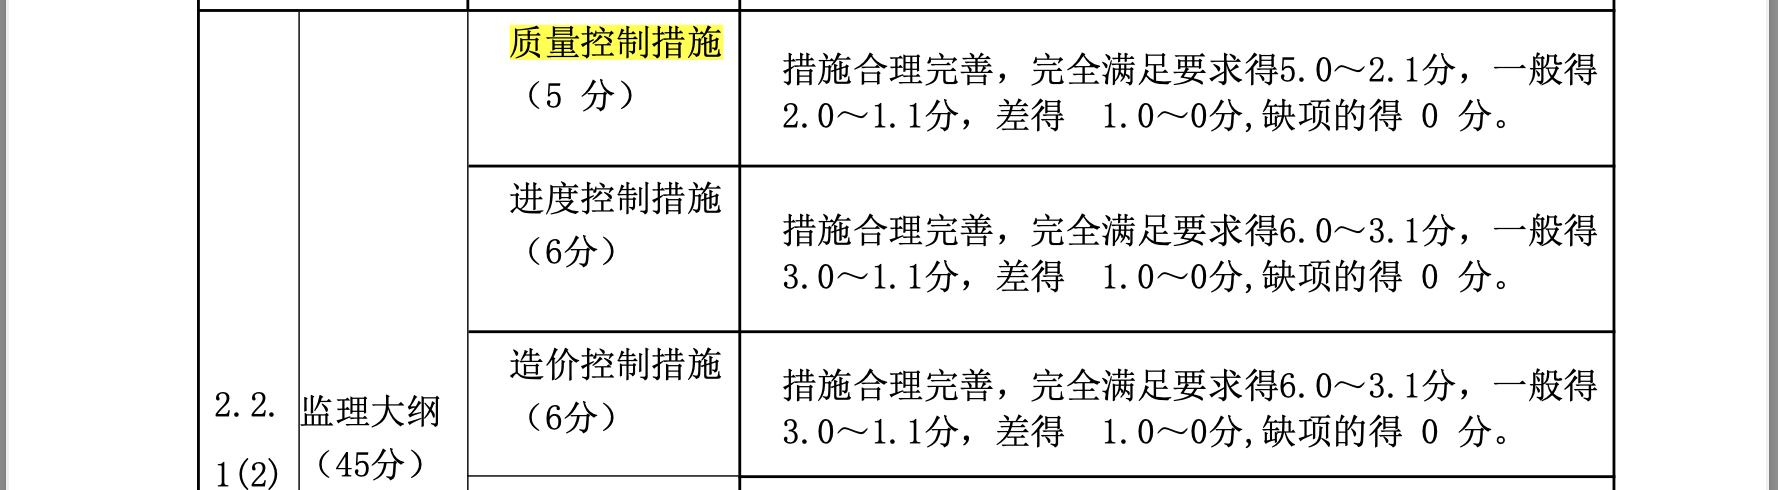 质量控制措施
（5 分）
措施合理完善，完全满足要求得5.0～2.1分，一般得
2.0～1.1分，差得 1.0～0分,缺项的得 0 分。
进度控制措施
（6分）
措施合理完善，完全满足要求得6.0～3.1分，一般得
3.0～1.1分，差得 1.0～0分,缺项的得 0 分。
造价控制措施
（6分）
措施合理完善，完全满足要求得6.0～3.1分，一般得
3.0～1.1分，差得 1.0～0分,缺项的得 0 分。
2.2.
1(2)
监理大纲
（45分）